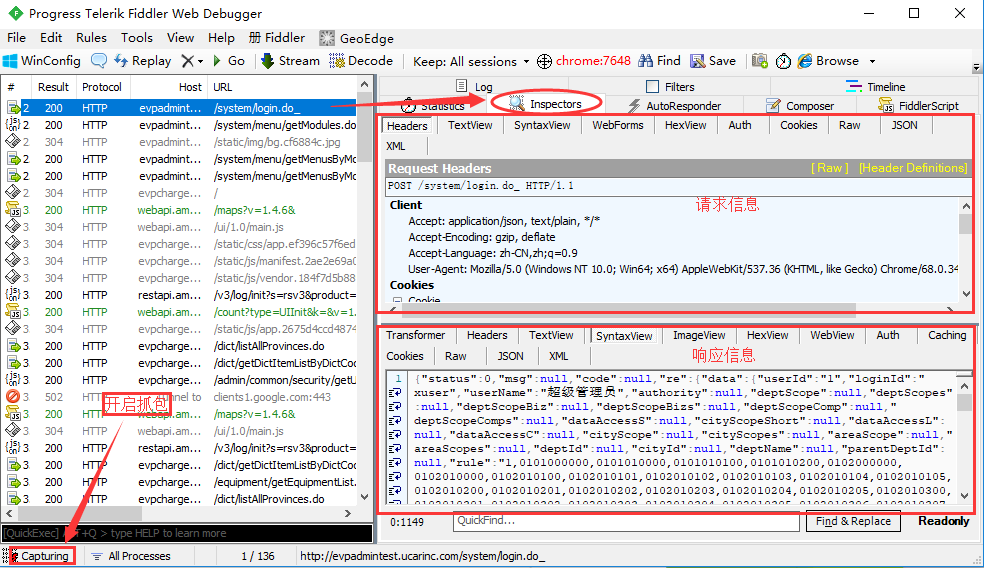 Progress Telerik Fiddler Web Debugger
File Edit Rules Tools View Help Fiddler GeoEdge
WinConfig Replay Go Stream Decode Keep: All sessions chrome:7648 Find Save Browse
# Result Protocol Host URL
2 200 HTTP evpadmint... /system/login.do_
2 200 HTTP evpadmint... /system/menu/getModules.do
2 304 HTTP evpadmint... /static/img/bg.cf6884c.jpg
2 200 HTTP evpadmint... /system/menu/getMenusByMo
2 200 HTTP evpadmint... /system/menu/getMenusByMo
2 304 HTTP evpcharge... /
3 200 HTTP webapi.am... /maps?v=1.4.6&
3 304 HTTP webapi.am... /ui/1.0/main.js
3 304 HTTP evpcharge... /static/css/app.ef396c57f6ed
3 304 HTTP evpcharge... /static/js/manifest.2ae2e69a0
3 304 HTTP evpcharge... /static/js/vendor.184f7d5b88
3 200 HTTP restapi.am... /v3/log/init?s=rsv3&product=
3 200 HTTP webapi.am... /count?type=UIInit&k=&v=1.
3 304 HTTP evpcharge... /static/js/app.2675d4ccd4874
3 200 HTTP evpcharge... /dict/listAllProvinces.do
3 200 HTTP evpcharge... /dict/getDictItemListByDictCoc
3 200 HTTP evpcharge... /admin/common/security/getU
3 502 HTTP nel to clients1.google.com:443
开启抓包
3 200 HTTP webapi.am... /maps?v=1.4.6&
3 304 HTTP webapi.am... /ui/1.0/main.js
3 200 HTTP restapi.am... /v3/log/init?s=rsv3&product=
3 200 HTTP evpcharge... /dict/getDictItemListByDictCoc
3 200 HTTP evpcharge... /equipment/getEquipmentList.
3 200 HTTP evpcharge... /dict/listAllProvinces.do
[QuickExec] +Q > type HELP to learn more
Capturing All Processes 1 / 136 http://evpadmintest.ucarinc.com/system/login.do_
Log Filters Timeline
Statistics Inspectors AutoResponder Composer FiddlerScript
Headers TextView SyntaxView WebForms HexView Auth Cookies Raw JSON
XML
Request Headers [ Raw ] [Header Definitions]
POST /system/login.do_ HTTP/1.1
Client
请求信息
Accept: application/json, text/plain, */*
Accept-Encoding: gzip, deflate
Accept-Language: zh-CN,zh;q=0.9
User-Agent: Mozilla/5.0 (Windows NT 10.0; Win64; x64) AppleWebKit/537.36 (KHTML, like Gecko) Chrome/68.0.34
Cookies
Cookie
Transformer Headers TextView SyntaxView ImageView HexView WebView Auth Caching
Cookies Raw JSON XML
响应信息
1 {"status":0,"msg":null,"code":null,"re":{"data":{"userId":"1","loginId":"
xuser","userName":"超级管理员","authority":null,"deptScope":null,"deptScopes"
:null,"deptScopeBiz":null,"deptScopeBizs":null,"deptScopeComp":null,"
deptScopeComps":null,"dataAccessS":null,"cityScopeShort":null,"dataAccessL":
null,"dataAccessC":null,"cityScope":null,"cityScopes":null,"areaScope":null,"
areaScopes":null,"deptId":null,"cityId":null,"deptName":null,"parentDeptId"
:null,"rule":"1,0101000000,0101010000,0101010100,0101010200,0102000000,
0102010000,0102010100,0102010101,0102010102,0102010103,0102010104,0102010105,
0102010200,0102010201,0102010202,0102010203,0102010204,0102010205,0102010300,
0:1149 QuickFind... Find & Replace Readonly